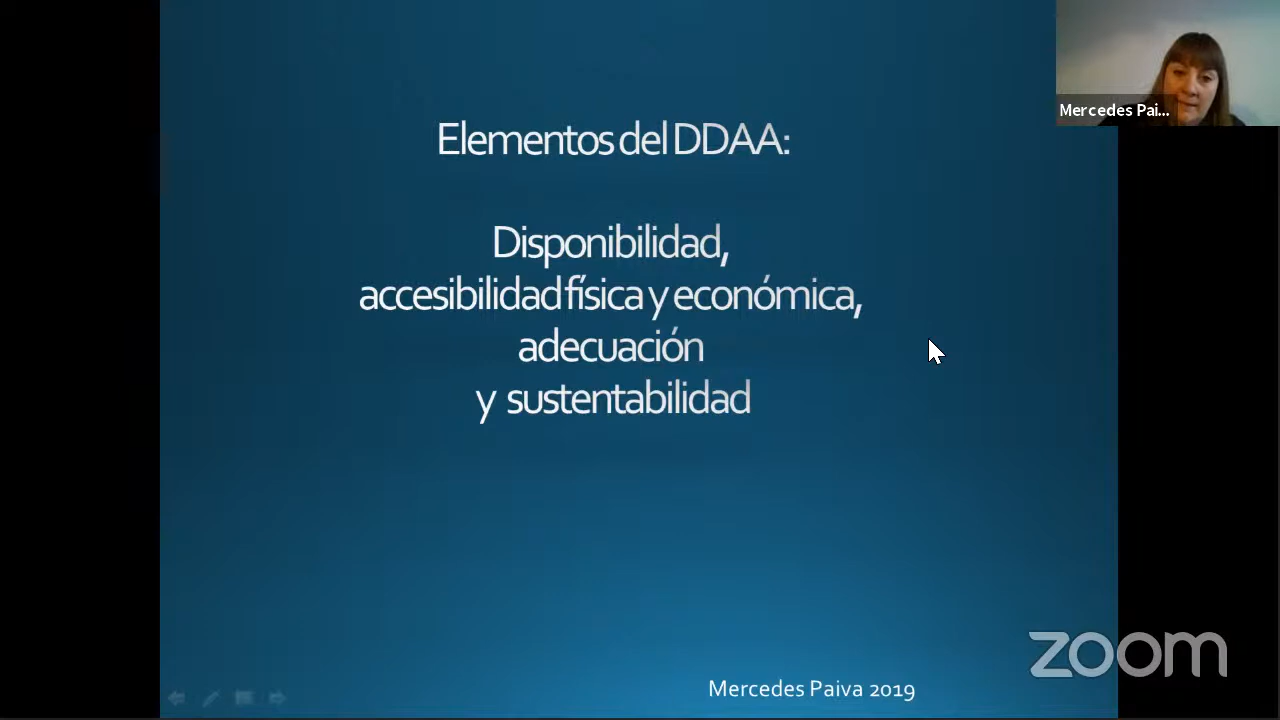 Elementos del DDAA:
Disponibilidad,
accesibilidad física y económica,
adecuación
y sustentabilidad
Mercedes Paiva 2019
Mercedes Pai...
zoom